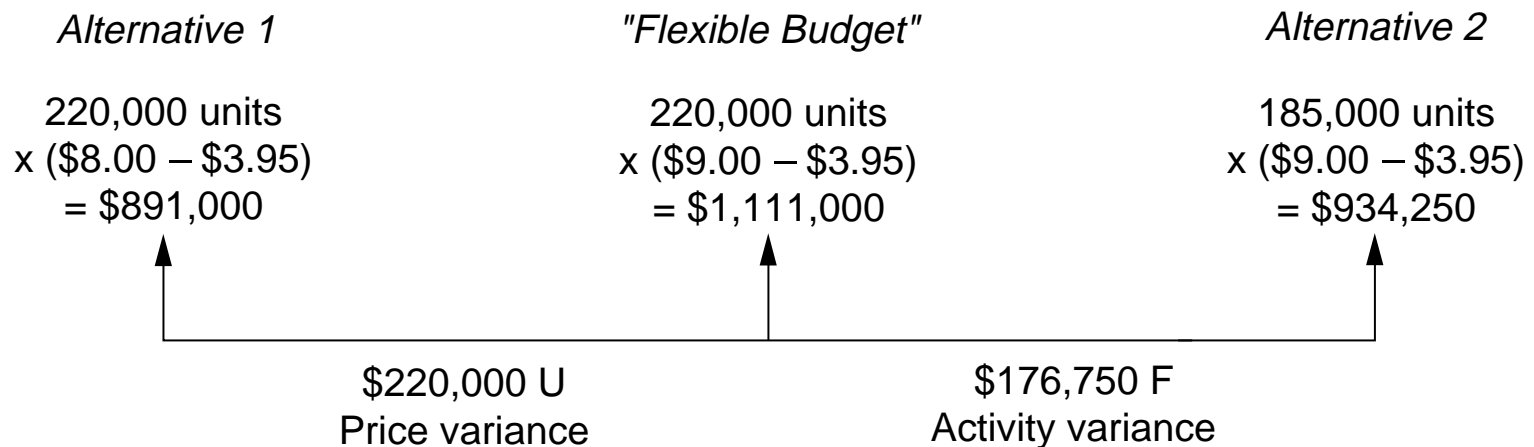 Alternative 1
"Flexible Budget"
Alternative 2
220,000 units
x ($8.00 – $3.95)
= $891,000
220,000 units
x ($9.00 – $3.95)
= $1,111,000
185,000 units
x ($9.00 – $3.95)
= $934,250
$220,000 U
Price variance
$176,750 F
Activity variance